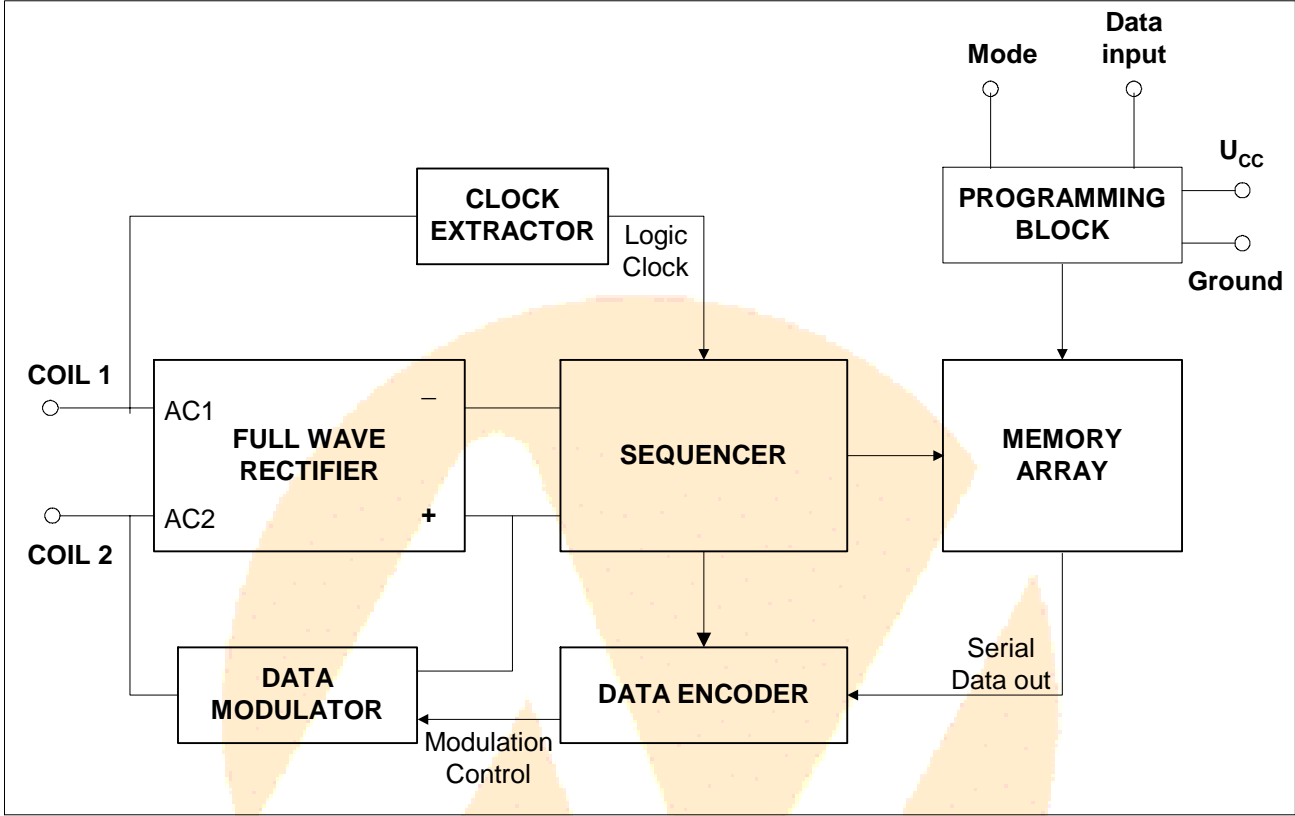 Data
input
Mode
U_CC
CLOCK
EXTRACTOR
PROGRAMMING
BLOCK
Logic
Clock
Ground
COIL 1
AC1
–
FULL WAVE
RECTIFIER
SEQUENCER
MEMORY
ARRAY
AC2
+
COIL 2
DATA
MODULATOR
DATA ENCODER
Serial
Data out
Modulation
Control